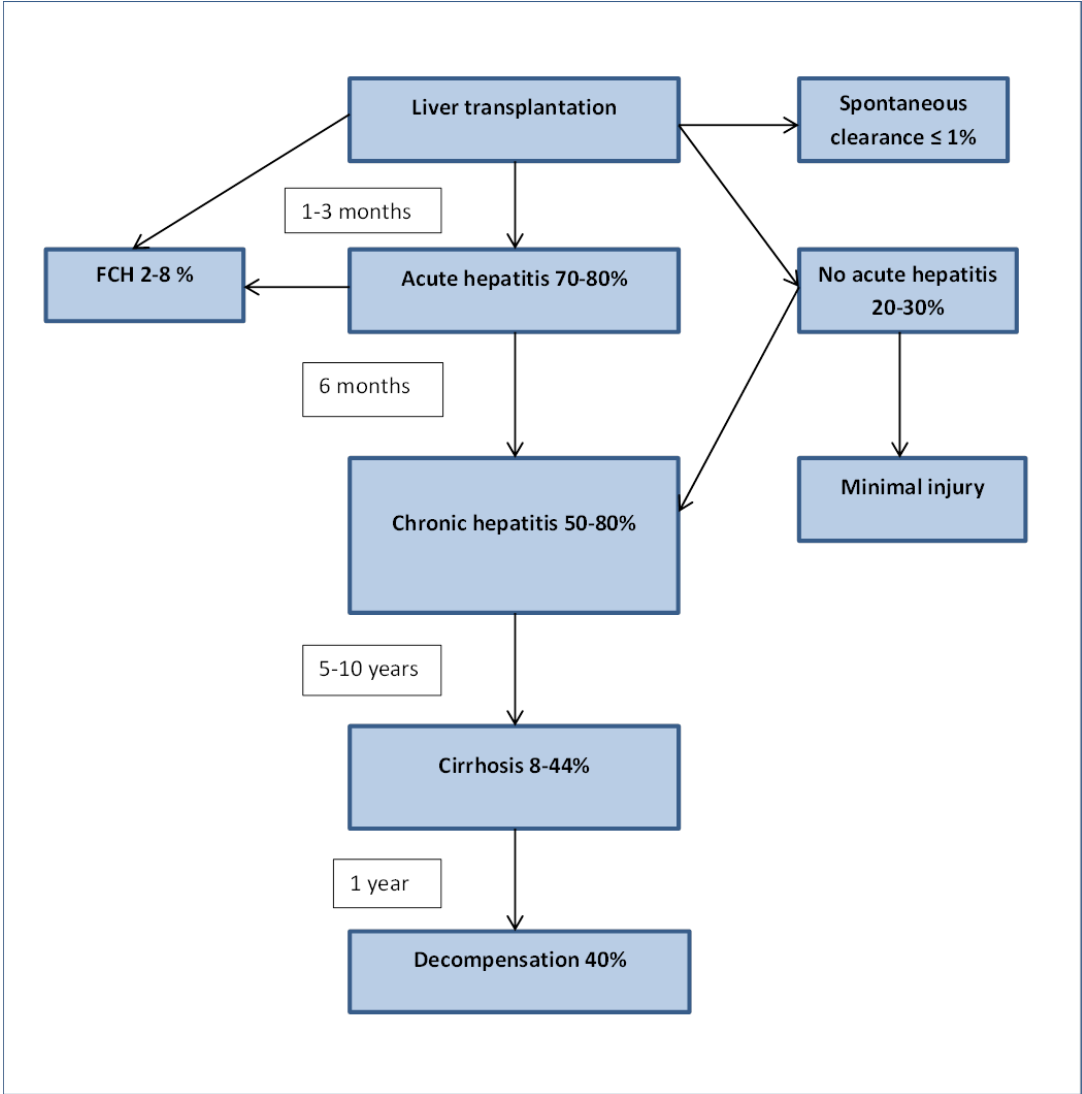 Liver transplantation
Spontaneous
clearance ≤ 1%
1-3 months
FCH 2-8 %
Acute hepatitis 70-80%
No acute hepatitis
20-30%
6 months
Chronic hepatitis 50-80%
Minimal injury
5-10 years
Cirrhosis 8-44%
1 year
Decompensation 40%